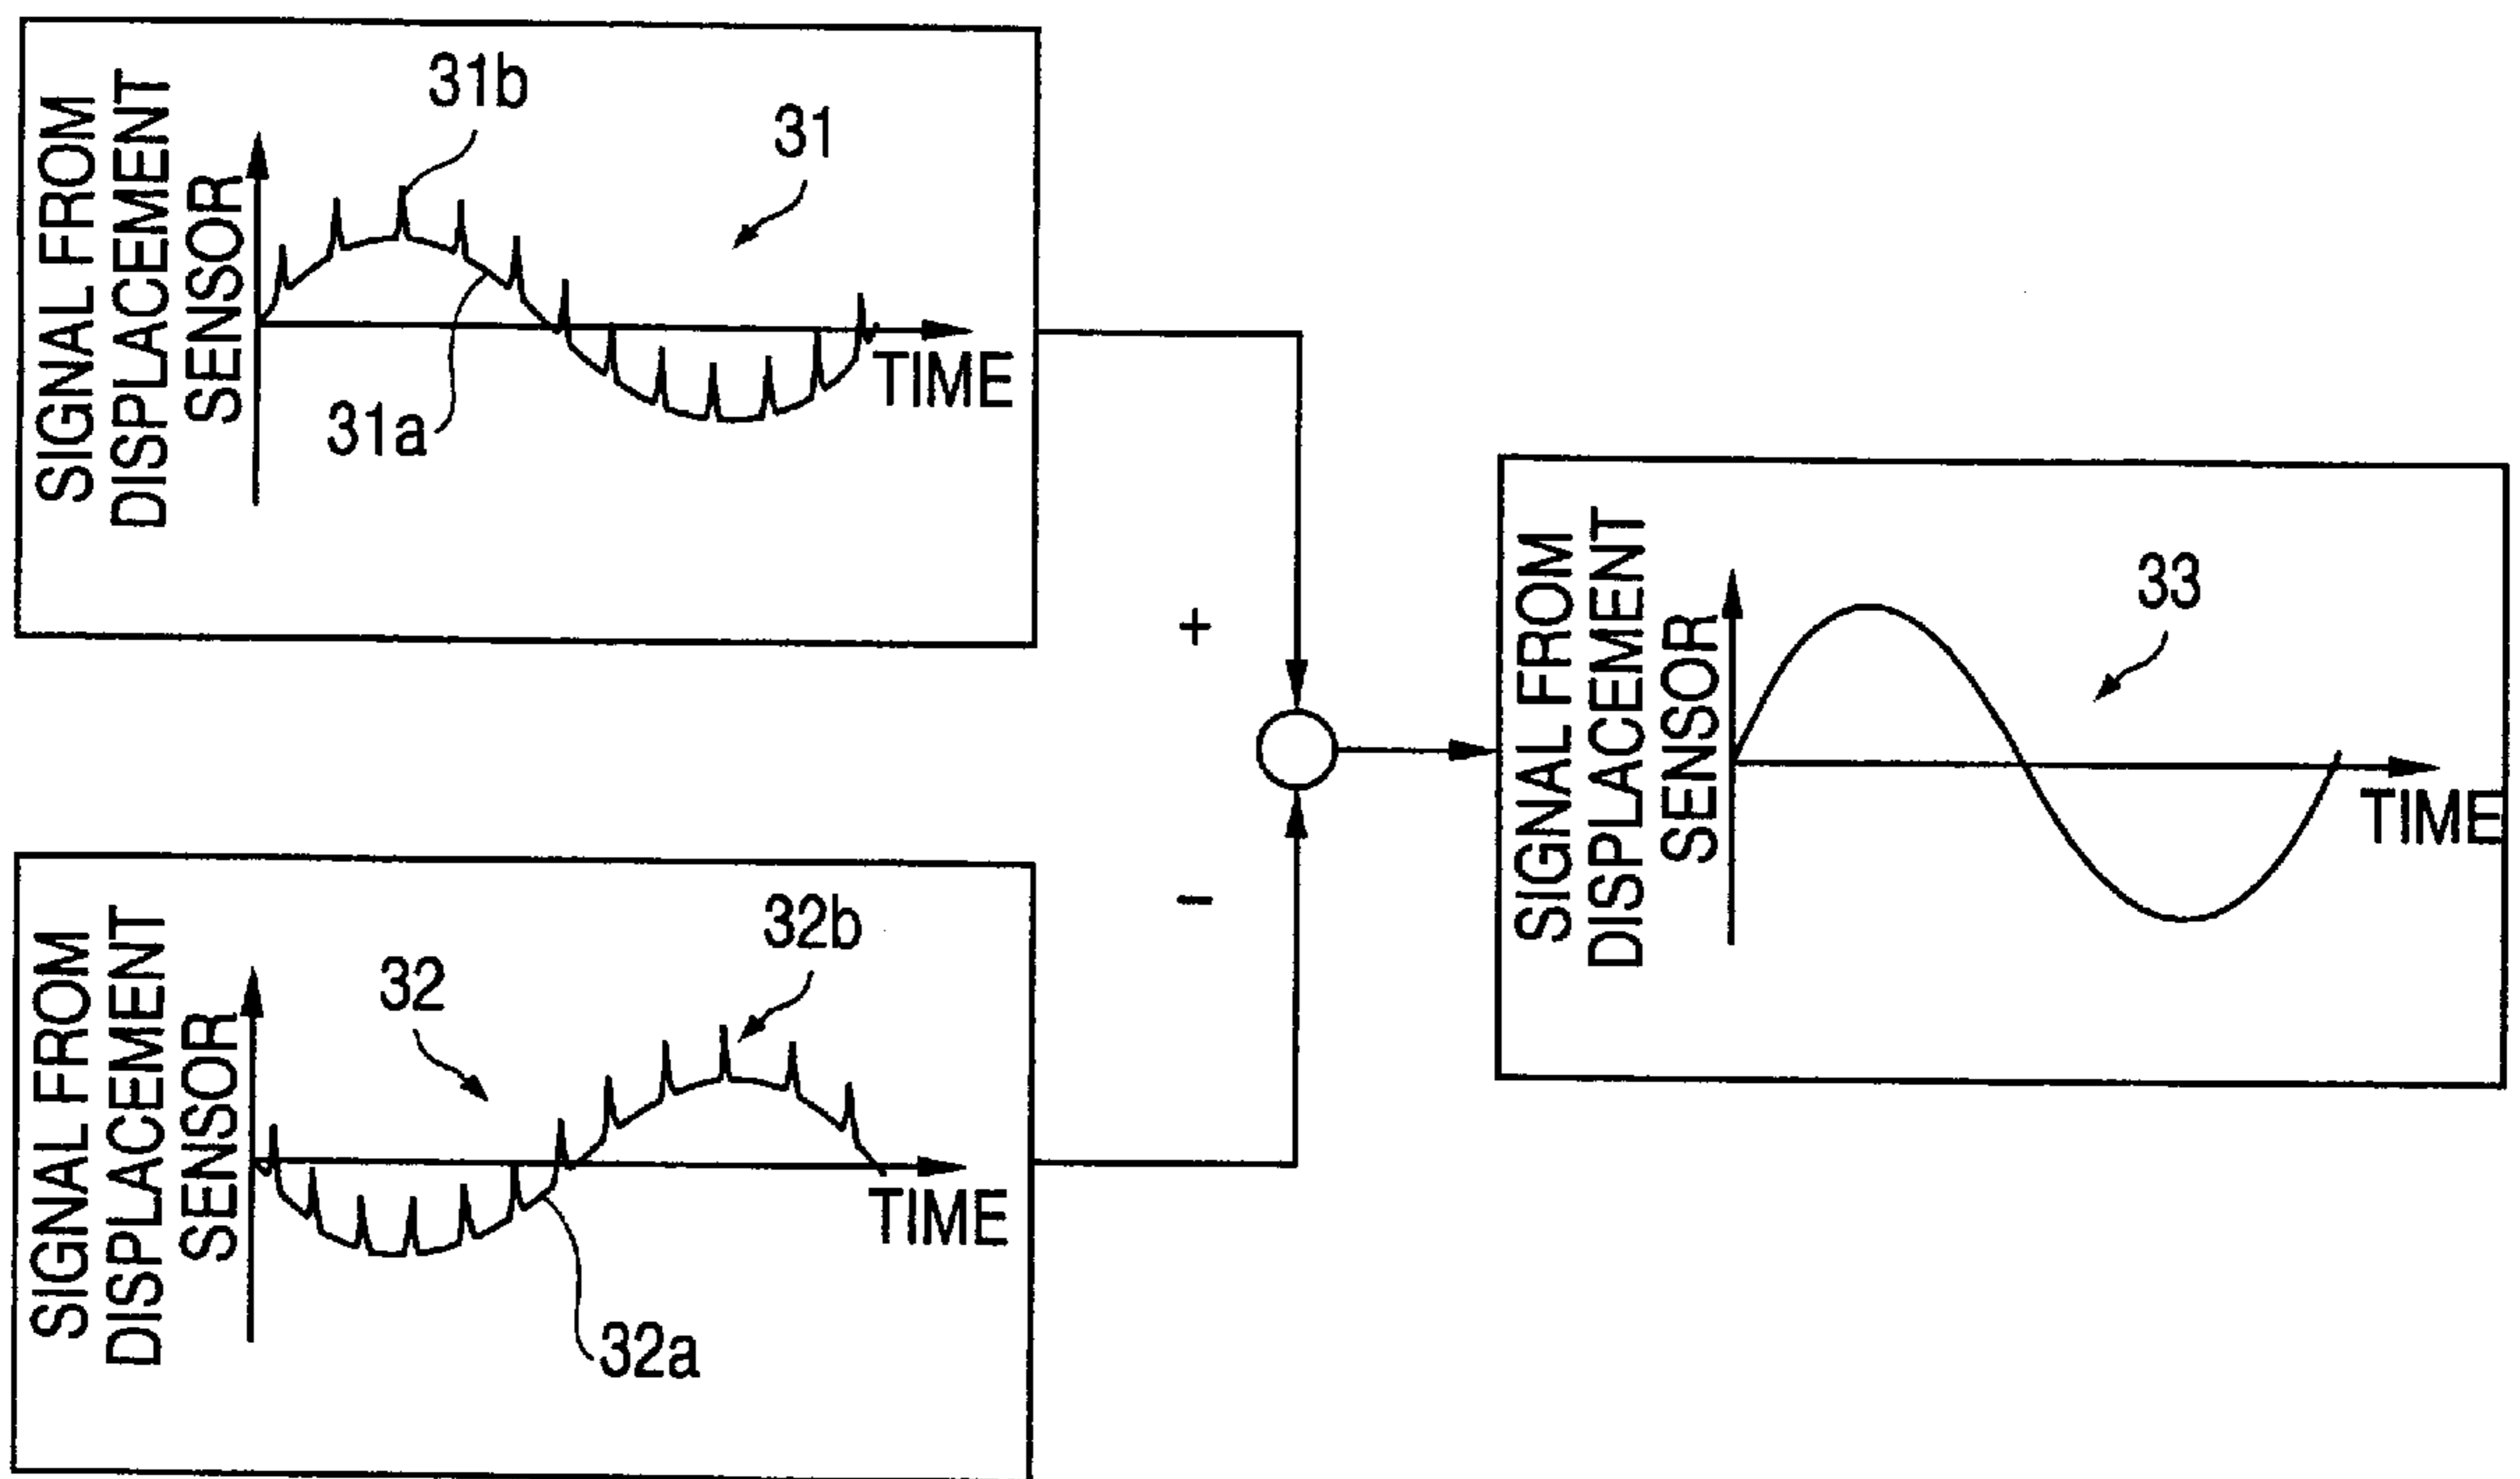 SIGNAL FROM
DISPLACEMENT
SENSOR
31b
31
31a
TIME
+
-
SIGNAL FROM
DISPLACEMENT
SENSOR
32
32b
32a
TIME
SIGNAL FROM
DISPLACEMENT
SENSOR
33
TIME